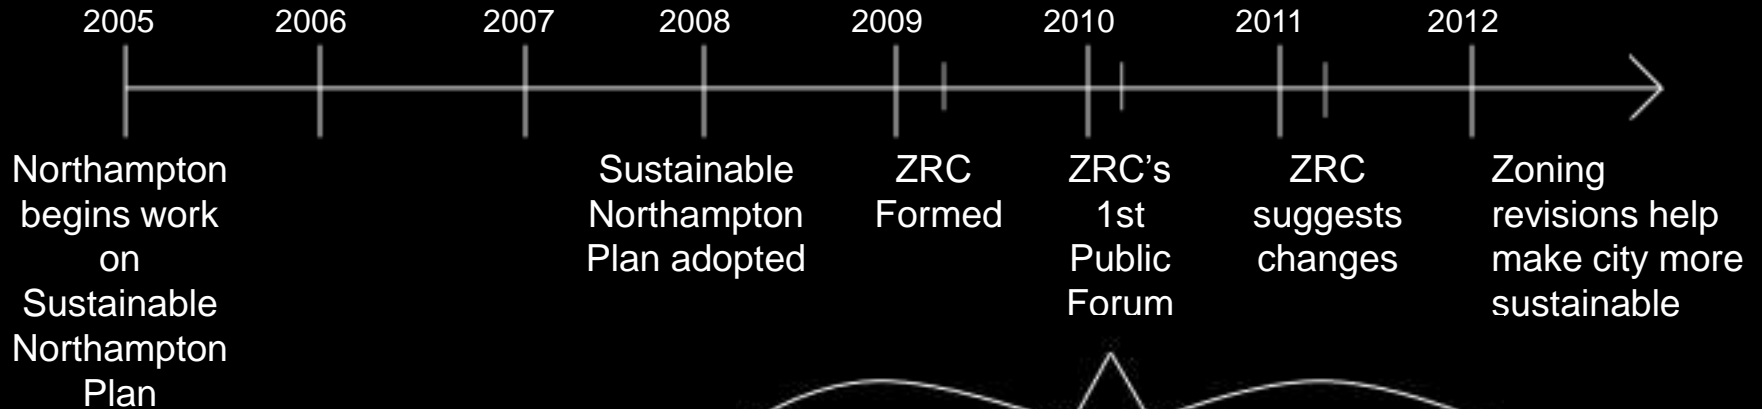 2005 2006 2007 2008 2009 2010 2011 2012
Northampton
begins work
on
Sustainable
Northampton
Plan
Sustainable
Northampton
Plan adopted
ZRC
Formed
ZRC’s
1st
Public
Forum
ZRC
suggests
changes
Zoning
revisions help
make city more
sustainable